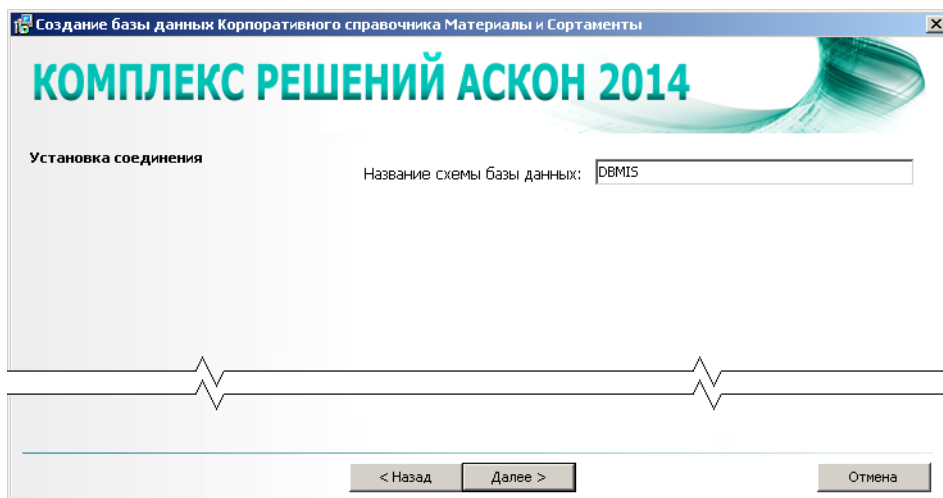 Создание базы данных Корпоративного справочника Материалы и Сортаменты
КОМПЛЕКС РЕШЕНИЙ АСКОН 2014
Установка соединения
Название схемы базы данных: DBMIS
< Назад Далее > Отмена